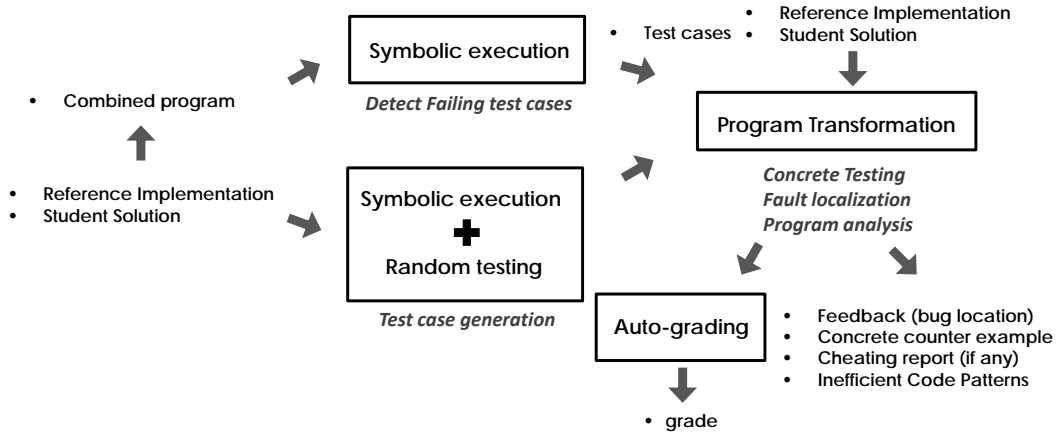 • Reference Implementation
• Student Solution
• Test cases
Symbolic execution
Detect Failing test cases
• Combined program
Program Transformation
Concrete Testing
Fault localization
Program analysis
• Reference Implementation
• Student Solution
Symbolic execution
Random testing
Test case generation
Auto-grading
• Feedback (bug location)
• Concrete counter example
• Cheating report (if any)
• Inefficient Code Patterns
• grade